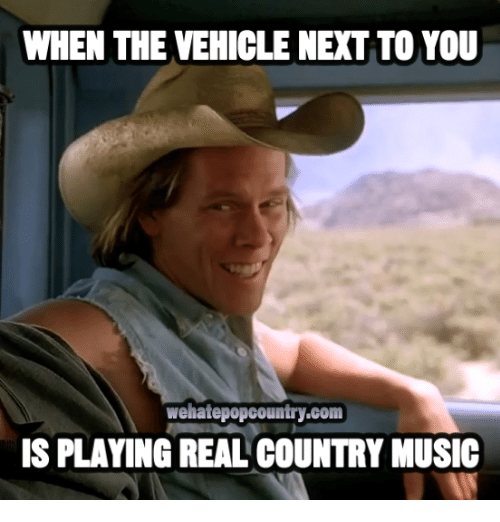 WHEN THE VEHICLE NEXT TO YOU
wehatepopcountry.com
IS PLAYING REAL COUNTRY MUSIC